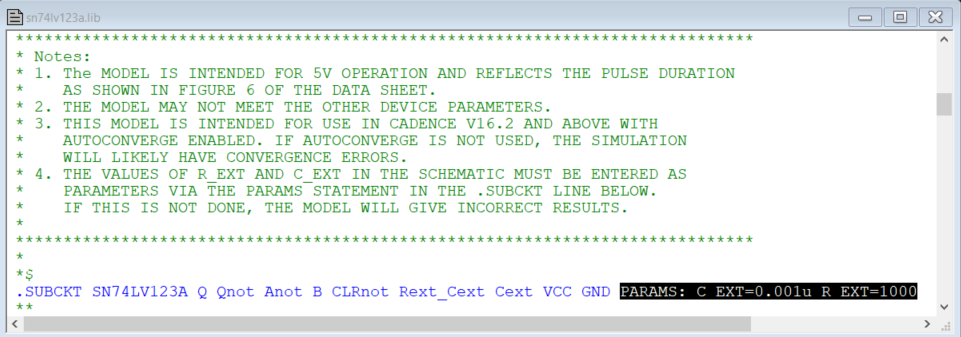 sn74lv123a.lib
******************************************************************************
* Notes:
* 1. The MODEL IS INTENDED FOR 5V OPERATION AND REFLECTS THE PULSE DURATION
* AS SHOWN IN FIGURE 6 OF THE DATA SHEET.
* 2. THE MODEL MAY NOT MEET THE OTHER DEVICE PARAMETERS.
* 3. THIS MODEL IS INTENDED FOR USE IN CADENCE V16.2 AND ABOVE WITH
* AUTOCONVERGE ENABLED. IF AUTOCONVERGE IS NOT USED, THE SIMULATION
* WILL LIKELY HAVE CONVERGENCE ERRORS.
* 4. THE VALUES OF R_EXT AND C_EXT IN THE SCHEMATIC MUST BE ENTERED AS
* PARAMETERS VIA THE PARAMS STATEMENT IN THE .SUBCKT LINE BELOW.
* IF THIS IS NOT DONE, THE MODEL WILL GIVE INCORRECT RESULTS.
*
******************************************************************************
*
*$
.SUBCKT SN74LV123A Q Qnot Anot B CLRnot Rext_Cext Cext VCC GND PARAMS: C EXT=0.001u R EXT=1000
**